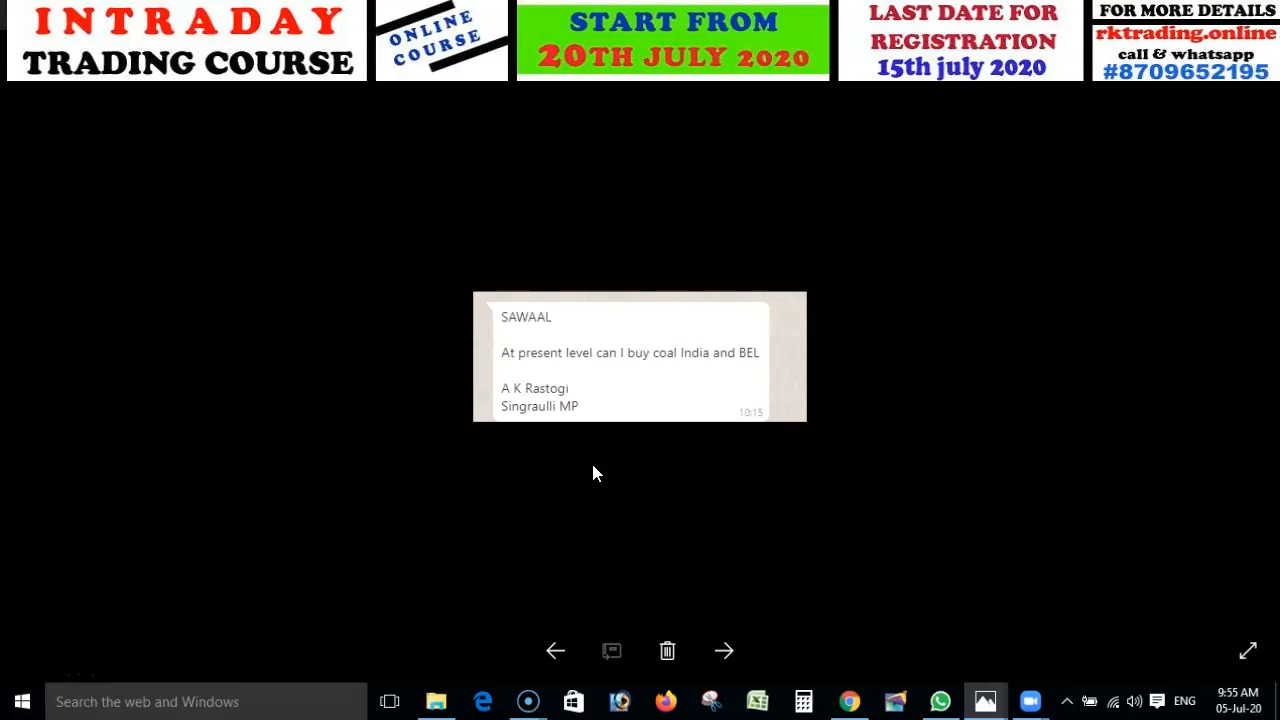 INTRADAY
TRADING COURSE
ONLINE
COURSE
START FROM
20TH JULY 2020
LAST DATE FOR
REGISTRATION
15th july 2020
FOR MORE DETAILS
rktrading.online
call & whatsapp
#8709652195
SAWAAL
At present level can I buy coal India and BEL
A K Rastogi
Singraulli MP
10:15
Search the web and Windows
ENG
9:55 AM
05-Jul-20